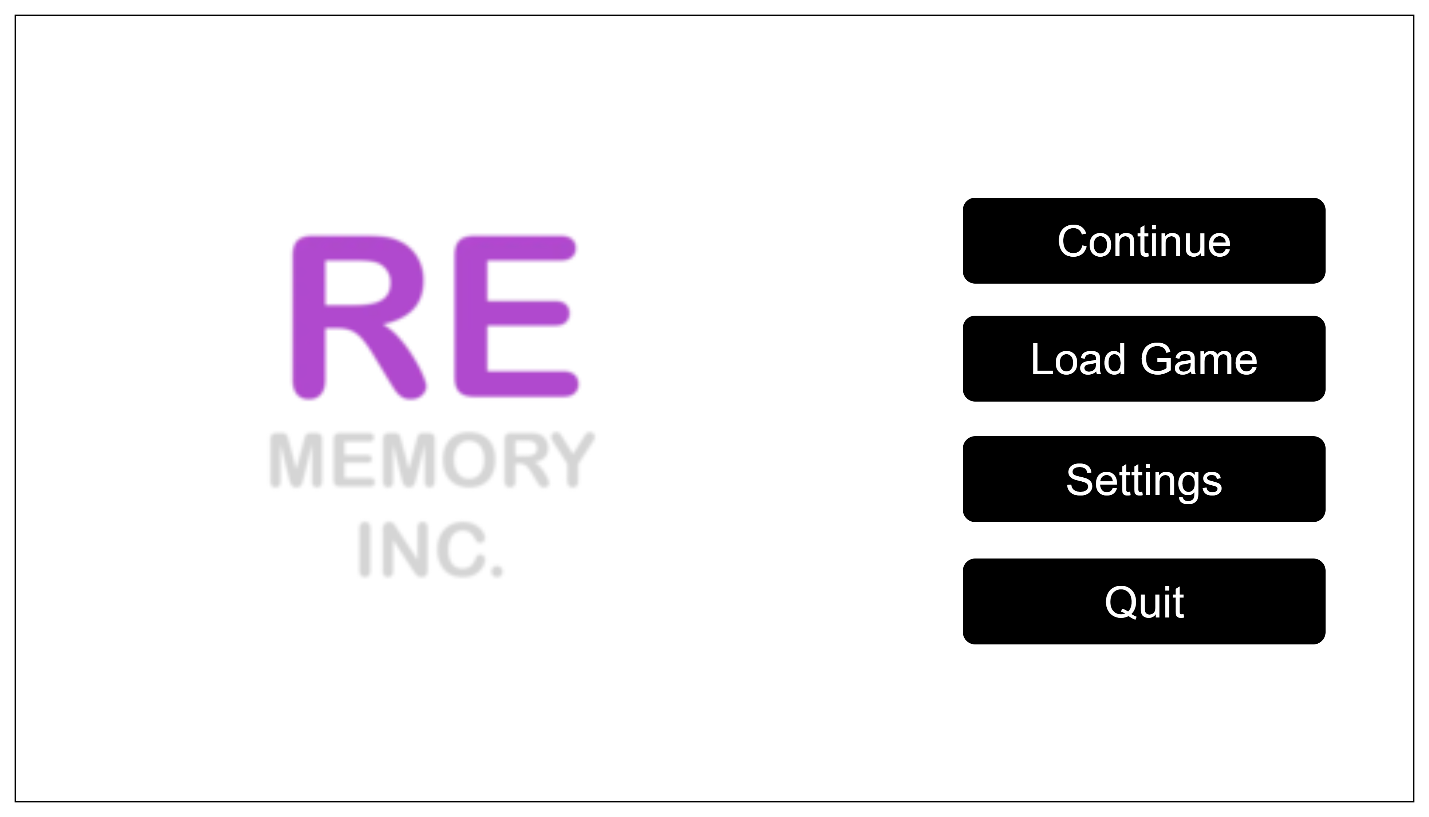 RE
MEMORY
INC.
Continue
Load Game
Settings
Quit